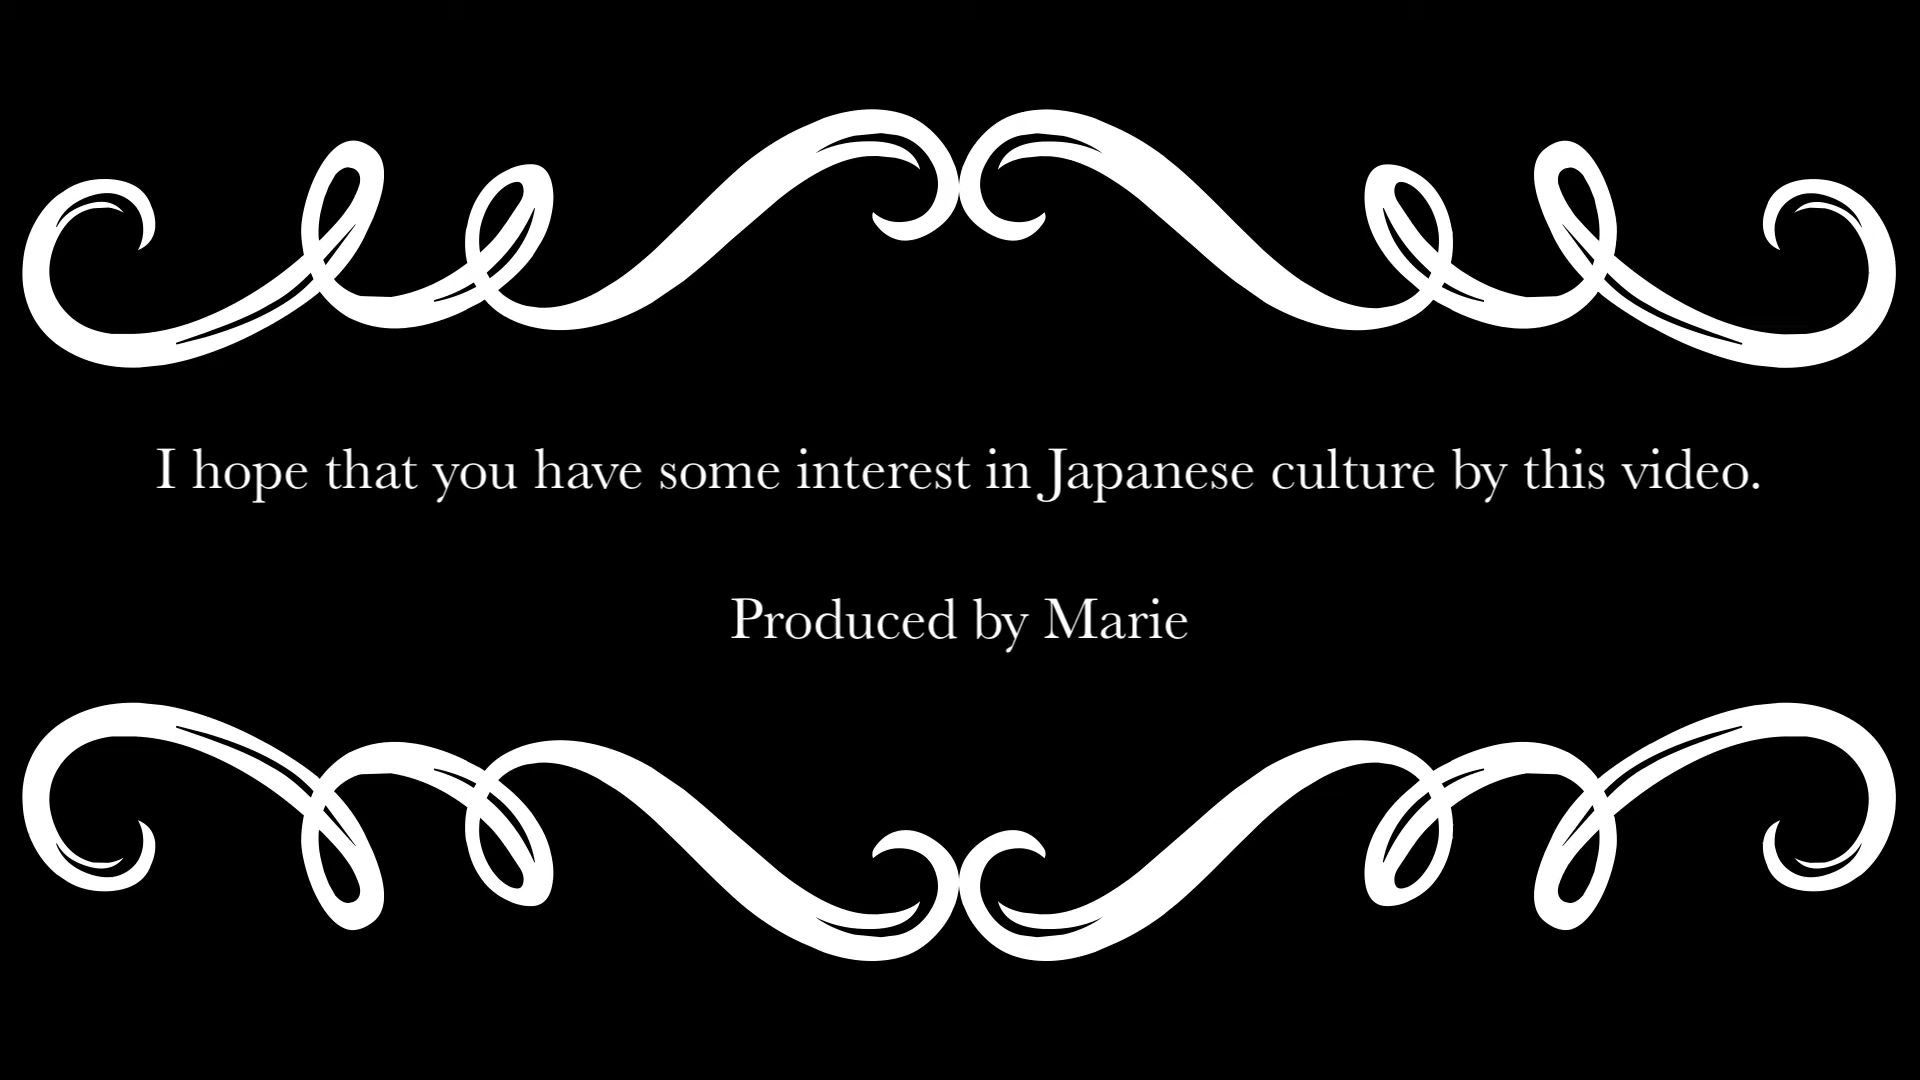 I hope that you have some interest in Japanese culture by this video.
Produced by Marie